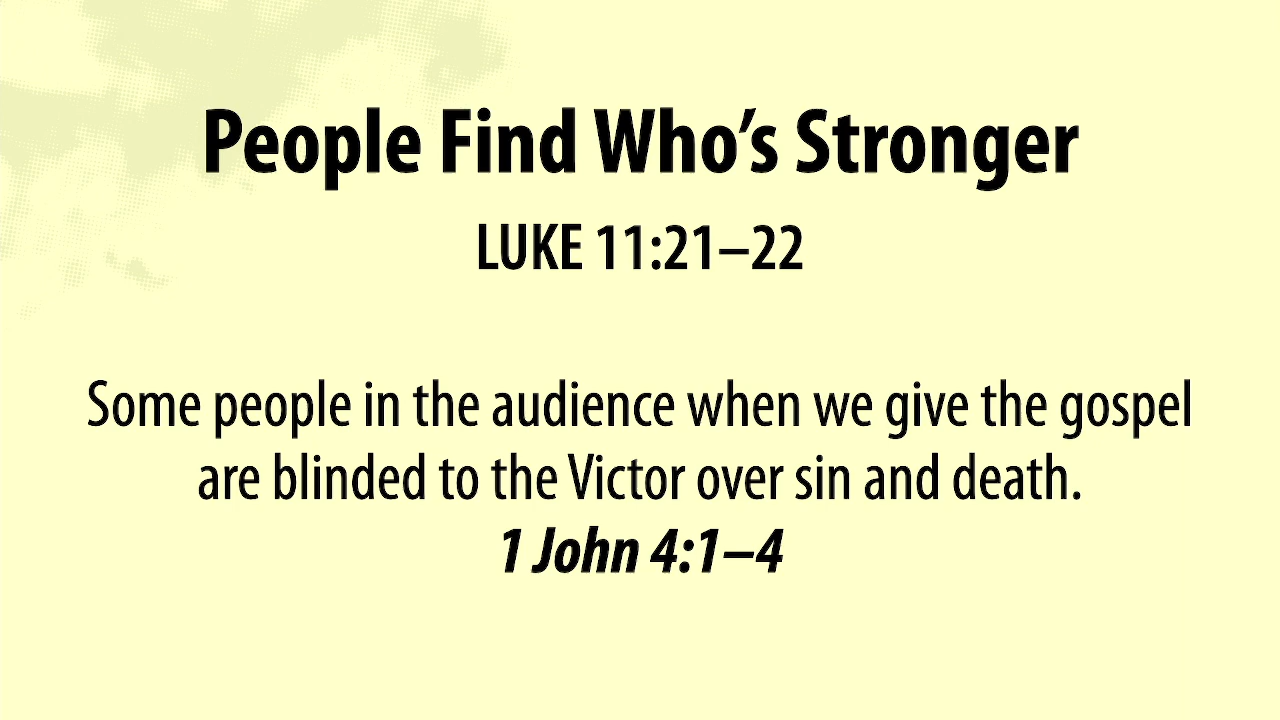 People Find Who’s Stronger
LUKE 11:21–22
Some people in the audience when we give the gospel
are blinded to the Victor over sin and death.
1 John 4:1–4